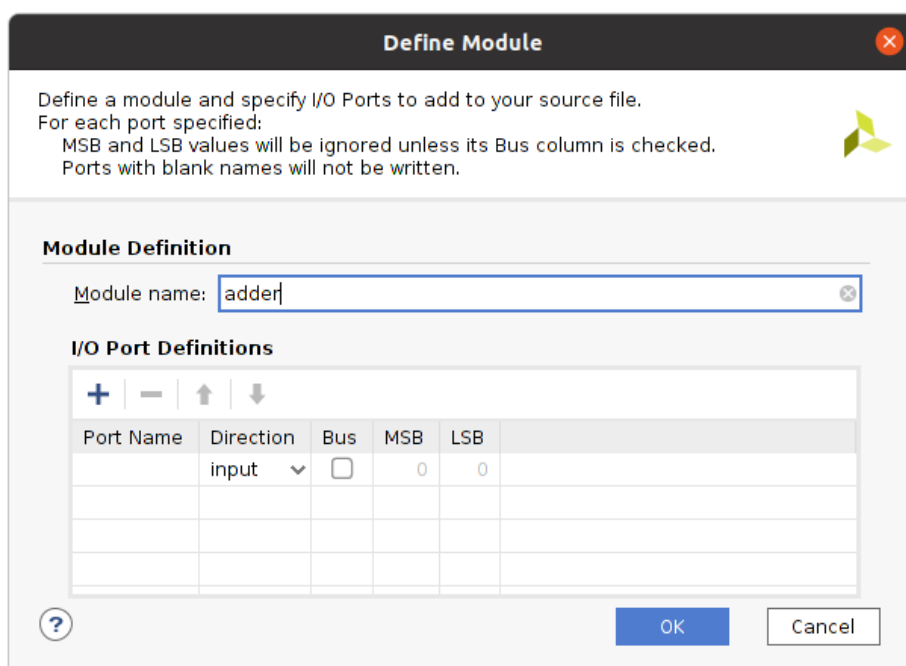 Define Module
Define a module and specify I/O Ports to add to your source file.
For each port specified:
MSB and LSB values will be ignored unless its Bus column is checked.
Ports with blank names will not be written.
Module Definition
Module name: adder
I/O Port Definitions
Port Name Direction Bus MSB LSB
input 0 0
? OK Cancel